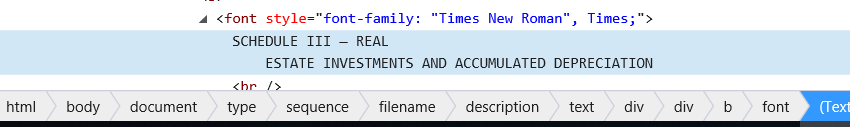 <font style="font-family: "Times New Roman", Times;">
SCHEDULE III — REAL
ESTATE INVESTMENTS AND ACCUMULATED DEPRECIATION
<br />
html body document type sequence filename description text div div b font (Text